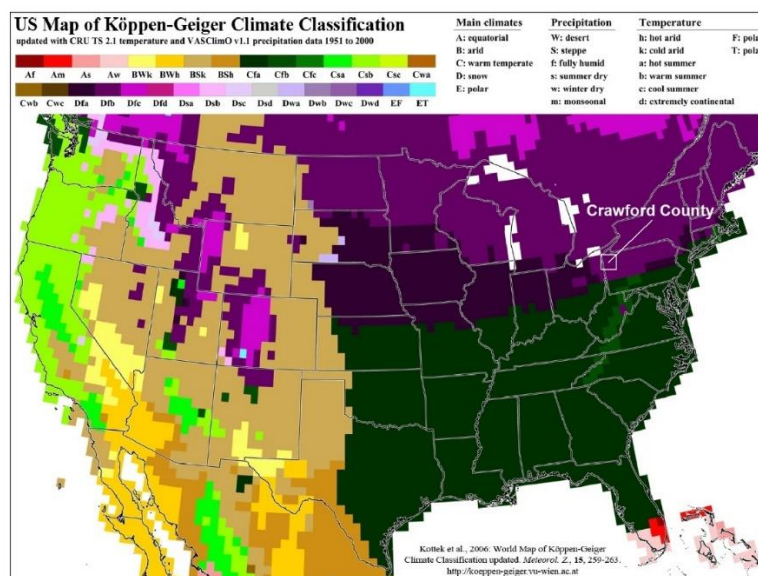 US Map of Köppen-Geiger Climate Classification
updated with CRU TS 2.1 temperature and VASClimO v1.1 precipitation data 1951 to 2000
Af Am As Aw BWk BWh BSk BSh Cfa Cfb Cfc Csa Csb Csc Cwa
Cwb Cwc Dfa Dfb Dfc Dfd Dsa Dsb Dsc Dsd Dwa Dwb Dwc Dwd EF ET
Main climates
A: equatorial
B: arid
C: warm temperate
D: snow
E: polar
Precipitation
W: desert
S: steppe
f: fully humid
s: summer dry
w: winter dry
m: monsoonal
Temperature
h: hot arid F: pola
k: cold arid T: pola
a: hot summer
b: warm summer
c: cool summer
d: extremely continental
Crawford County
Kottek et al., 2006: World Map of Köppen-Geiger
Climate Classification updated. Meteorol. Z., 15, 259-263.
http://koeppen-geiger.vu-wien.ac.at